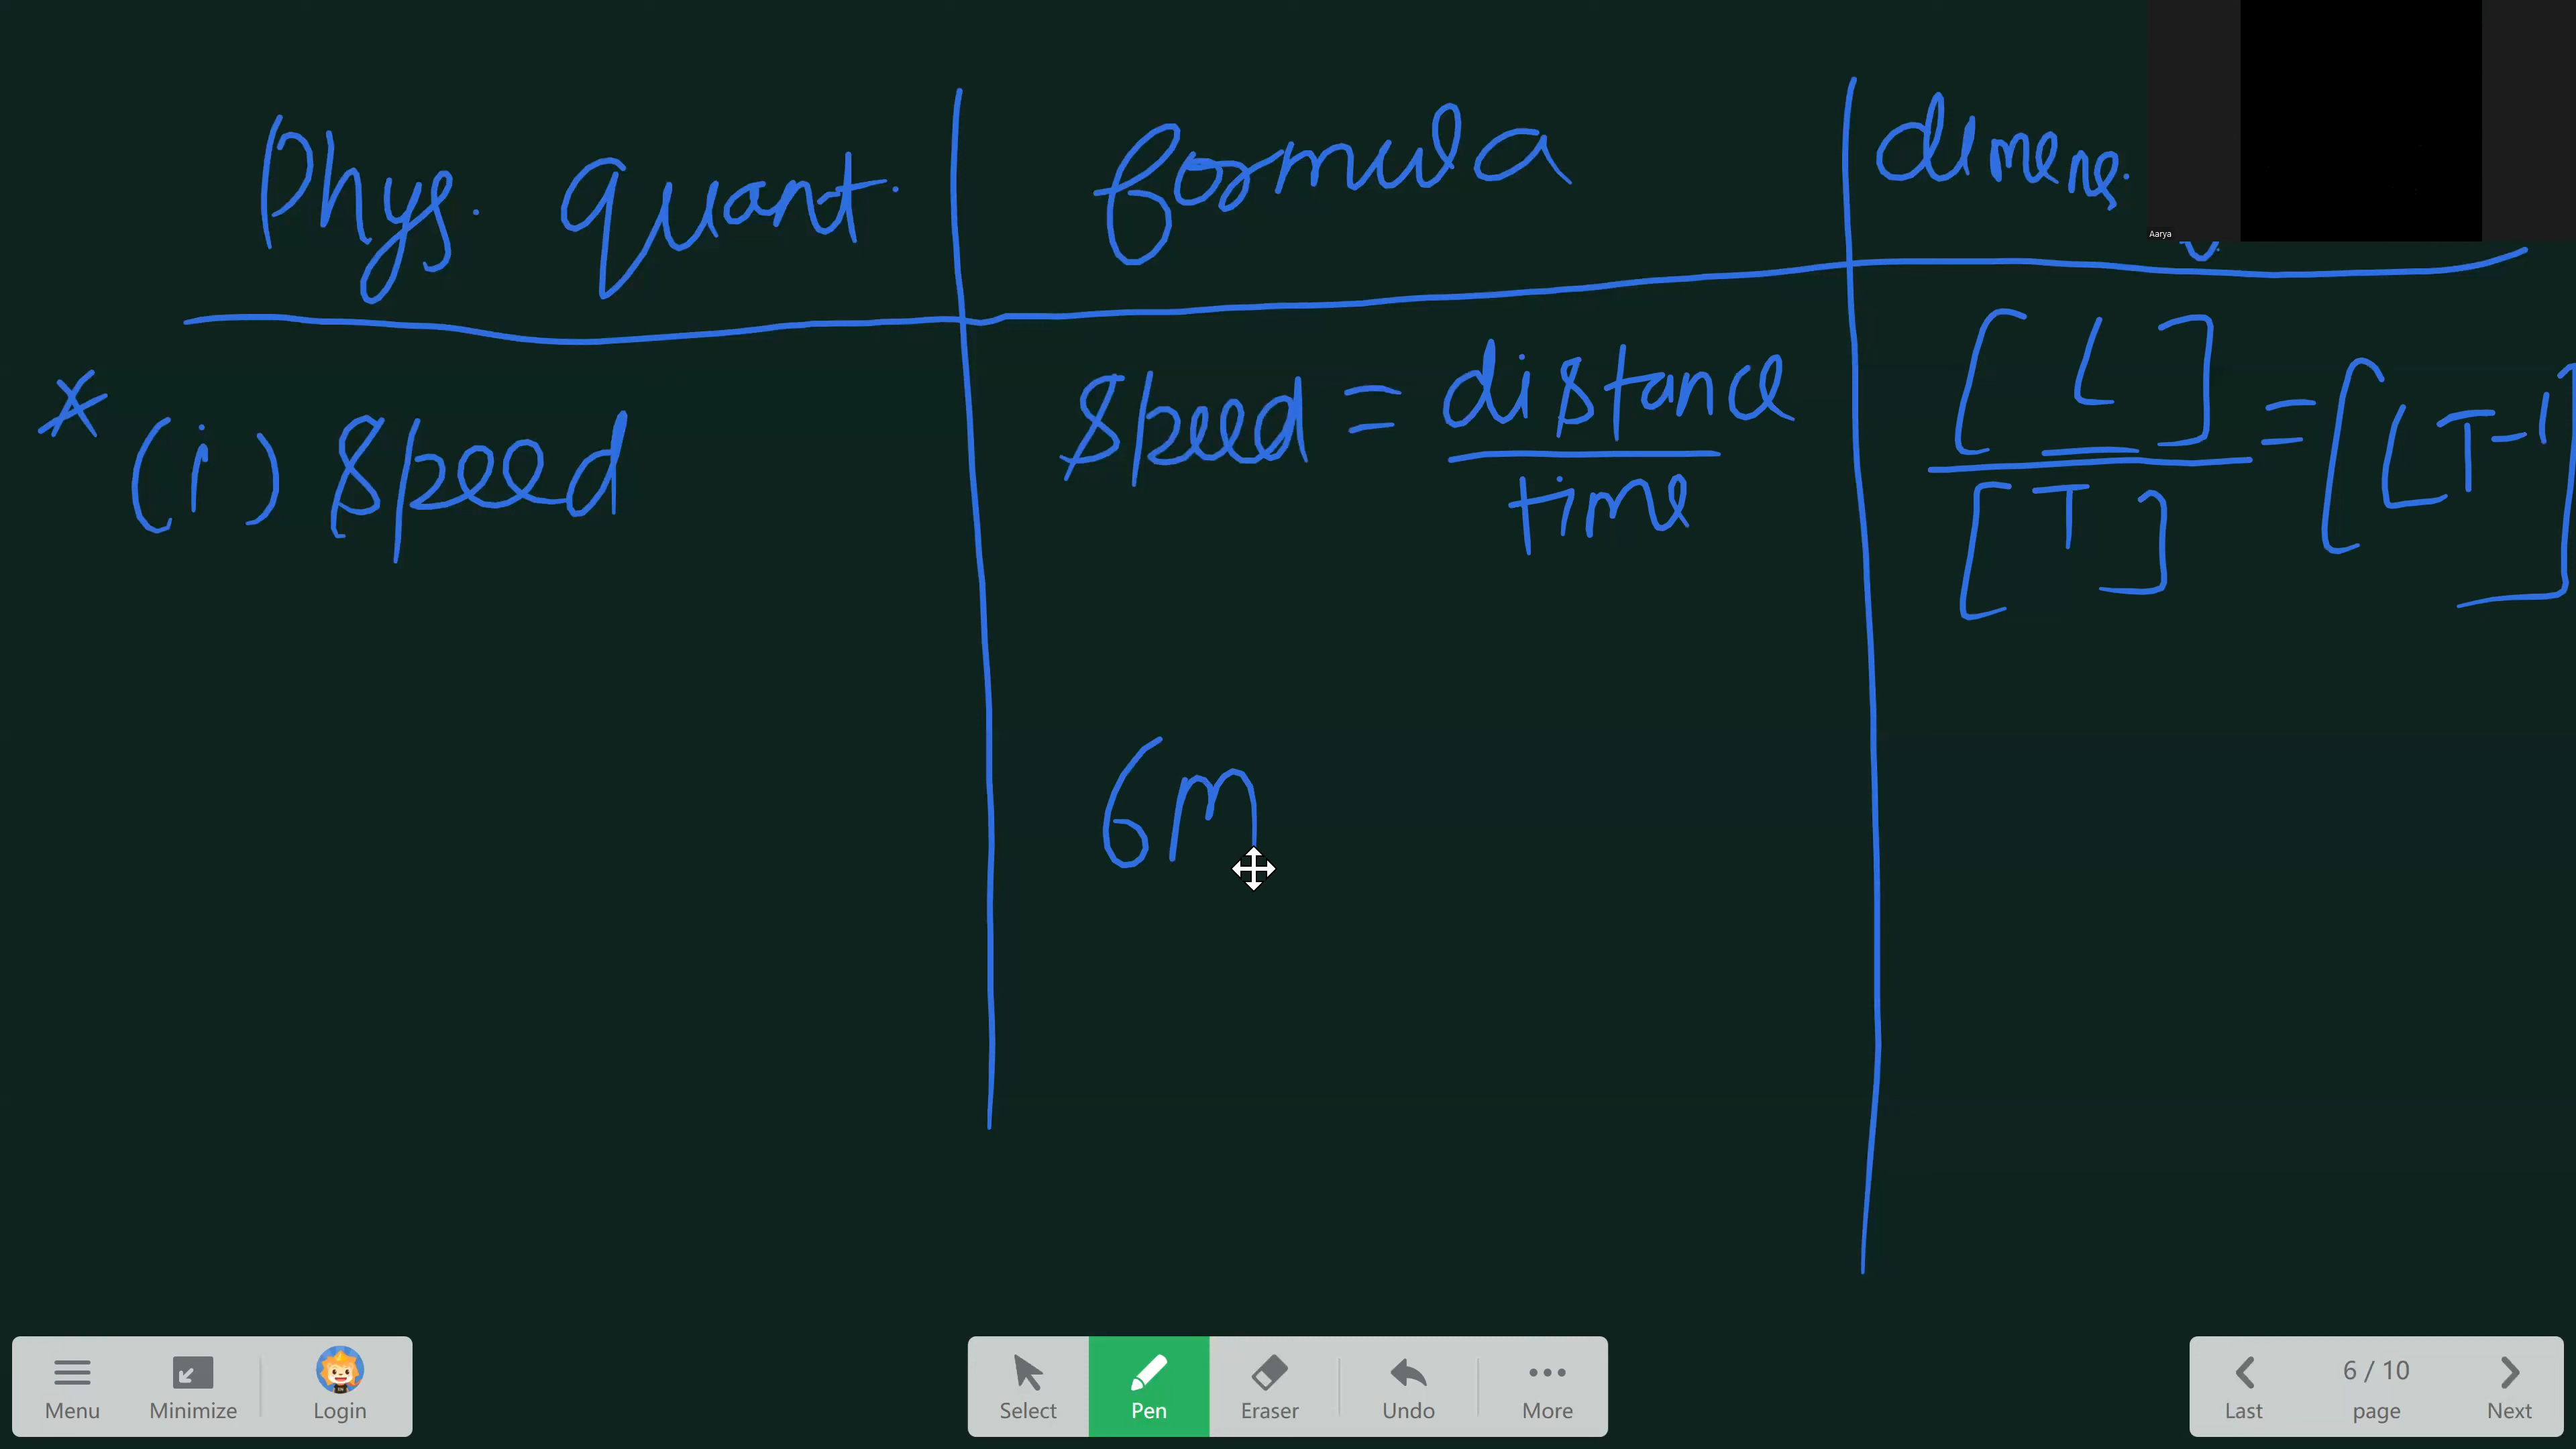 Phys. quant. formula dimens.
Aarya
* (i) Speed Speed = distance / time [L] / [T] = [LT-1]
6m
Menu Minimize Login Select Pen Eraser Undo More Last 6 / 10 page Next